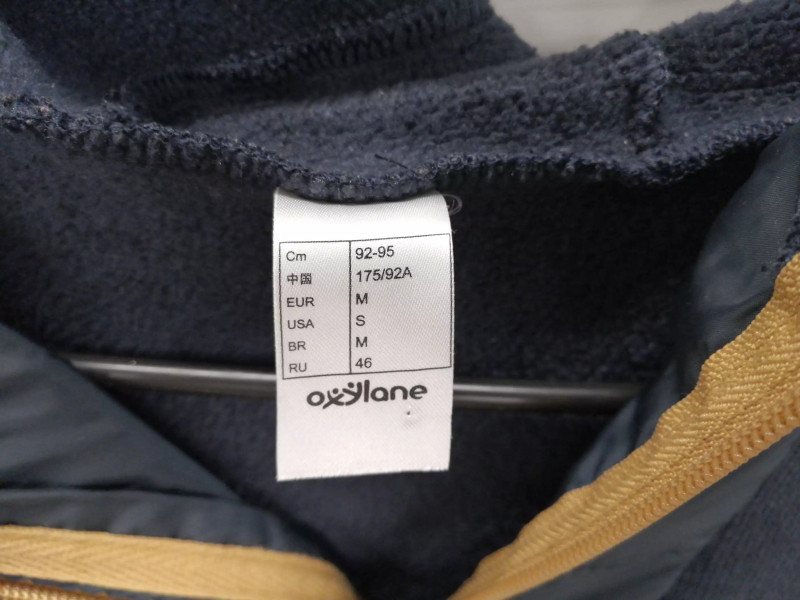 Cm 92-95
中国 175/92A
EUR M
USA S
BR M
RU 46
oxylane